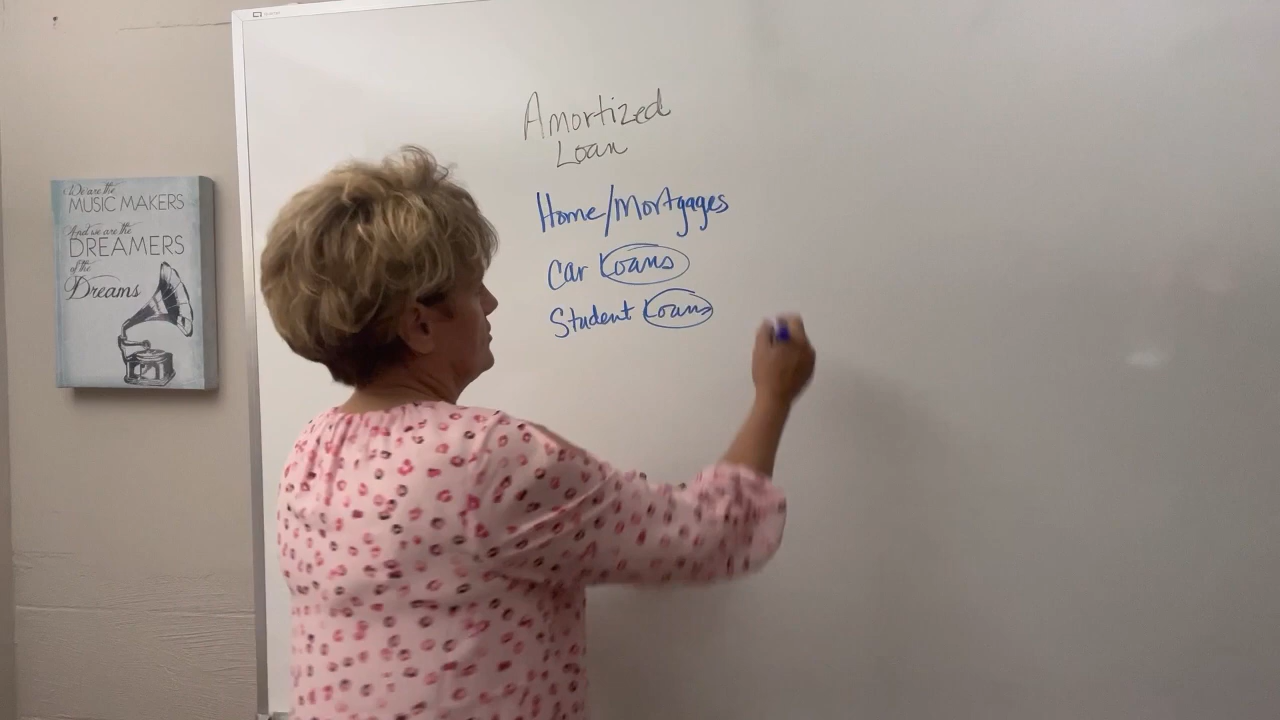 We are the
MUSIC MAKERS
And we are the
DREAMERS
of the
Dreams
Amortized
Loan
Home/Mortgages
Car Loans
Student Loans